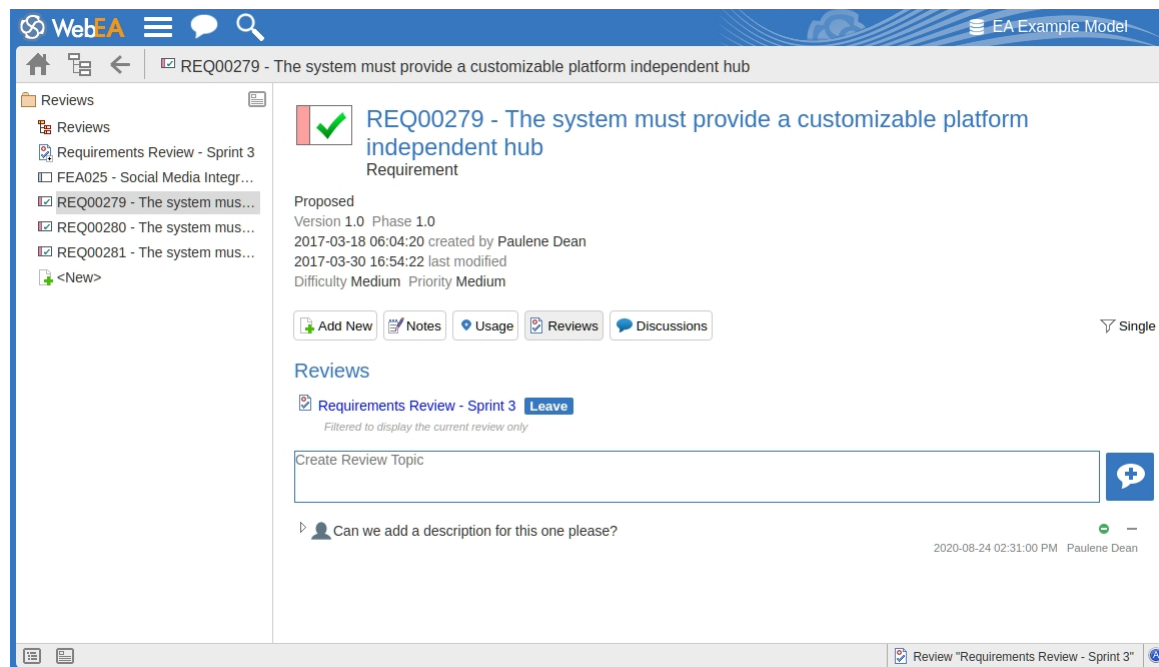 WebEA
EA Example Model
REQ00279 - The system must provide a customizable platform independent hub
Reviews
Reviews
Requirements Review - Sprint 3
FEA025 - Social Media Integr...
REQ00279 - The system mus...
REQ00280 - The system mus...
REQ00281 - The system mus...
<New>
REQ00279 - The system must provide a customizable platform
independent hub
Requirement
Proposed
Version 1.0 Phase 1.0
2017-03-18 06:04:20 created by Paulene Dean
2017-03-30 16:54:22 last modified
Difficulty Medium Priority Medium
Add New Notes Usage Reviews Discussions Single
Reviews
Requirements Review - Sprint 3 Leave
Filtered to display the current review only
Create Review Topic
Can we add a description for this one please?
2020-08-24 02:31:00 PM Paulene Dean
Review "Requirements Review - Sprint 3"